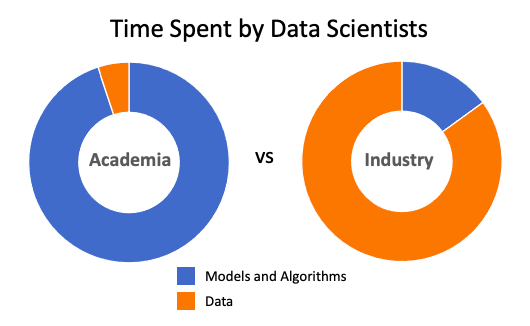 Time Spent by Data Scientists
Academia
VS
Industry
Models and Algorithms
Data